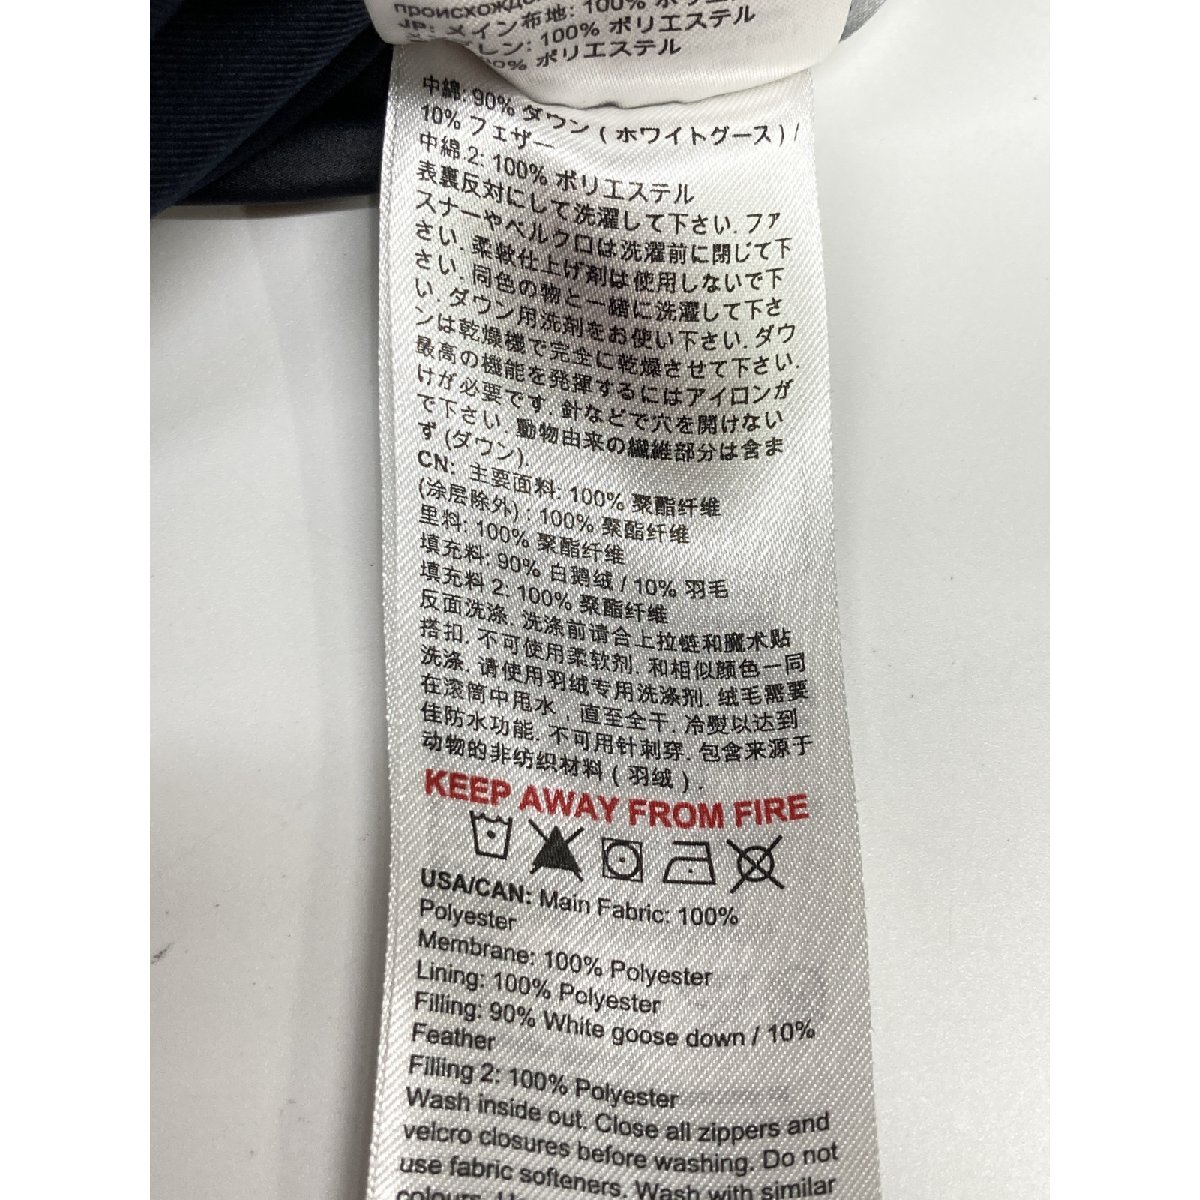 происхожде
JP: メイン布地: 100% ポリエ
レン: 100% ポリエステル
% ポリエステル
中綿: 90% ダウン ( ホワイトグース ) /
10% フェザー
中綿 2: 100% ポリエステル
表裏反対にして洗濯して下さい. ファ
スナーやベルクロは洗濯前に閉じて下
さい. 柔軟仕上げ剤は使用しないで下
さい. 同色の物と一緒に洗濯して下さ
い. ダウン用洗剤をお使い下さい. ダウ
ンは乾燥機で完全に乾燥させて下さい.
最高の機能を発揮するにはアイロンが
けが必要です. 針などで穴を開けない
で下さい. 動物由来の繊維部分は含ま
ず (ダウン).
CN: 主要面料: 100% 聚酯纤维
(涂层除外) : 100% 聚酯纤维
里料: 100% 聚酯纤维
填充料: 90% 白鹅绒 / 10% 羽毛
填充料 2: 100% 聚酯纤维
反面洗涤. 洗涤前请合上拉链和魔术贴
搭扣. 不可使用柔软剂. 和相似颜色一同
洗涤. 请使用羽绒专用洗涤剂. 绒毛需要
在滚筒中甩水 , 直至全干. 冷熨以达到
佳防水功能. 不可用针刺穿. 包含来源于
动物的非纺织材料 ( 羽绒 ) .
KEEP AWAY FROM FIRE
USA/CAN: Main Fabric: 100%
Polyester
Membrane: 100% Polyester
Lining: 100% Polyester
Filling: 90% White goose down / 10%
Feather
Filling 2: 100% Polyester
Wash inside out. Close all zippers and
velcro closures before washing. Do not
use fabric softeners. Wash with similar
colours.